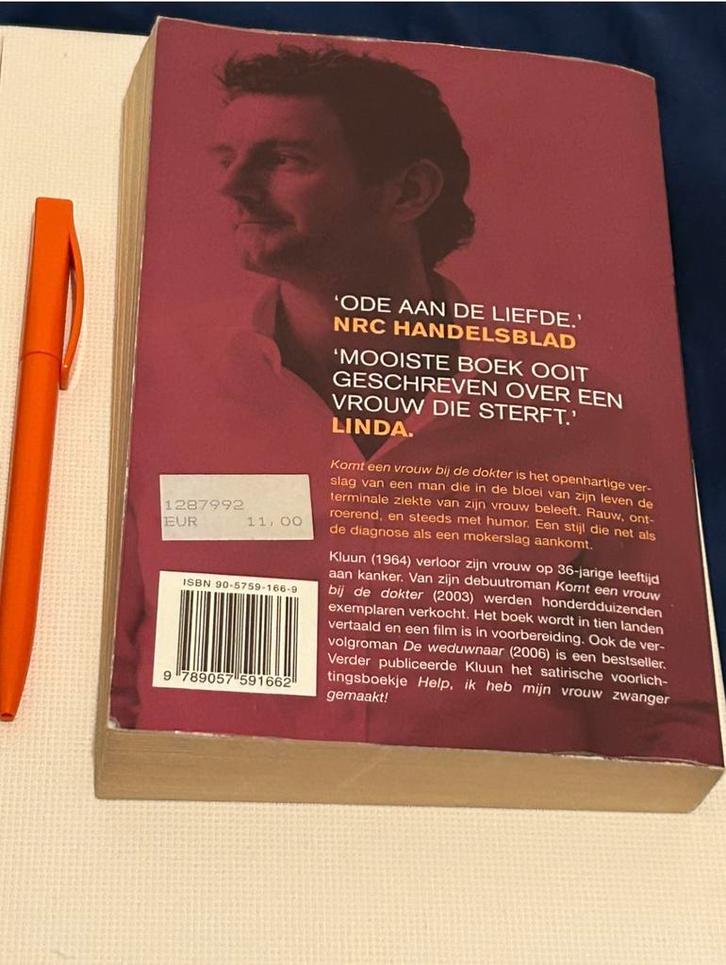 ‘ODE AAN DE LIEFDE.’
NRC HANDELSBLAD
‘MOOISTE BOEK OOIT
GESCHREVEN OVER EEN
VROUW DIE STERFT.’
LINDA.
Komt een vrouw bij de dokter is het openhartige ver-
slag van een man die in de bloei van zijn leven de
terminale ziekte van zijn vrouw beleeft. Rauw, ont-
roerend, en steeds met humor. Een stijl die net als
de diagnose als een mokerslag aankomt.
Kluun (1964) verloor zijn vrouw op 36-jarige leeftijd
aan kanker. Van zijn debuutroman Komt een vrouw
bij de dokter (2003) werden honderdduizenden
exemplaren verkocht. Het boek wordt in tien landen
vertaald en een film is in voorbereiding. Ook de ver-
volgroman De weduwnaar (2006) is een bestseller.
Verder publiceerde Kluun het satirische voorlich-
tingsboekje Help, ik heb mijn vrouw zwanger
gemaakt!
1287992
EUR 11,00
ISBN 90-5759-166-9
9 789057 591662